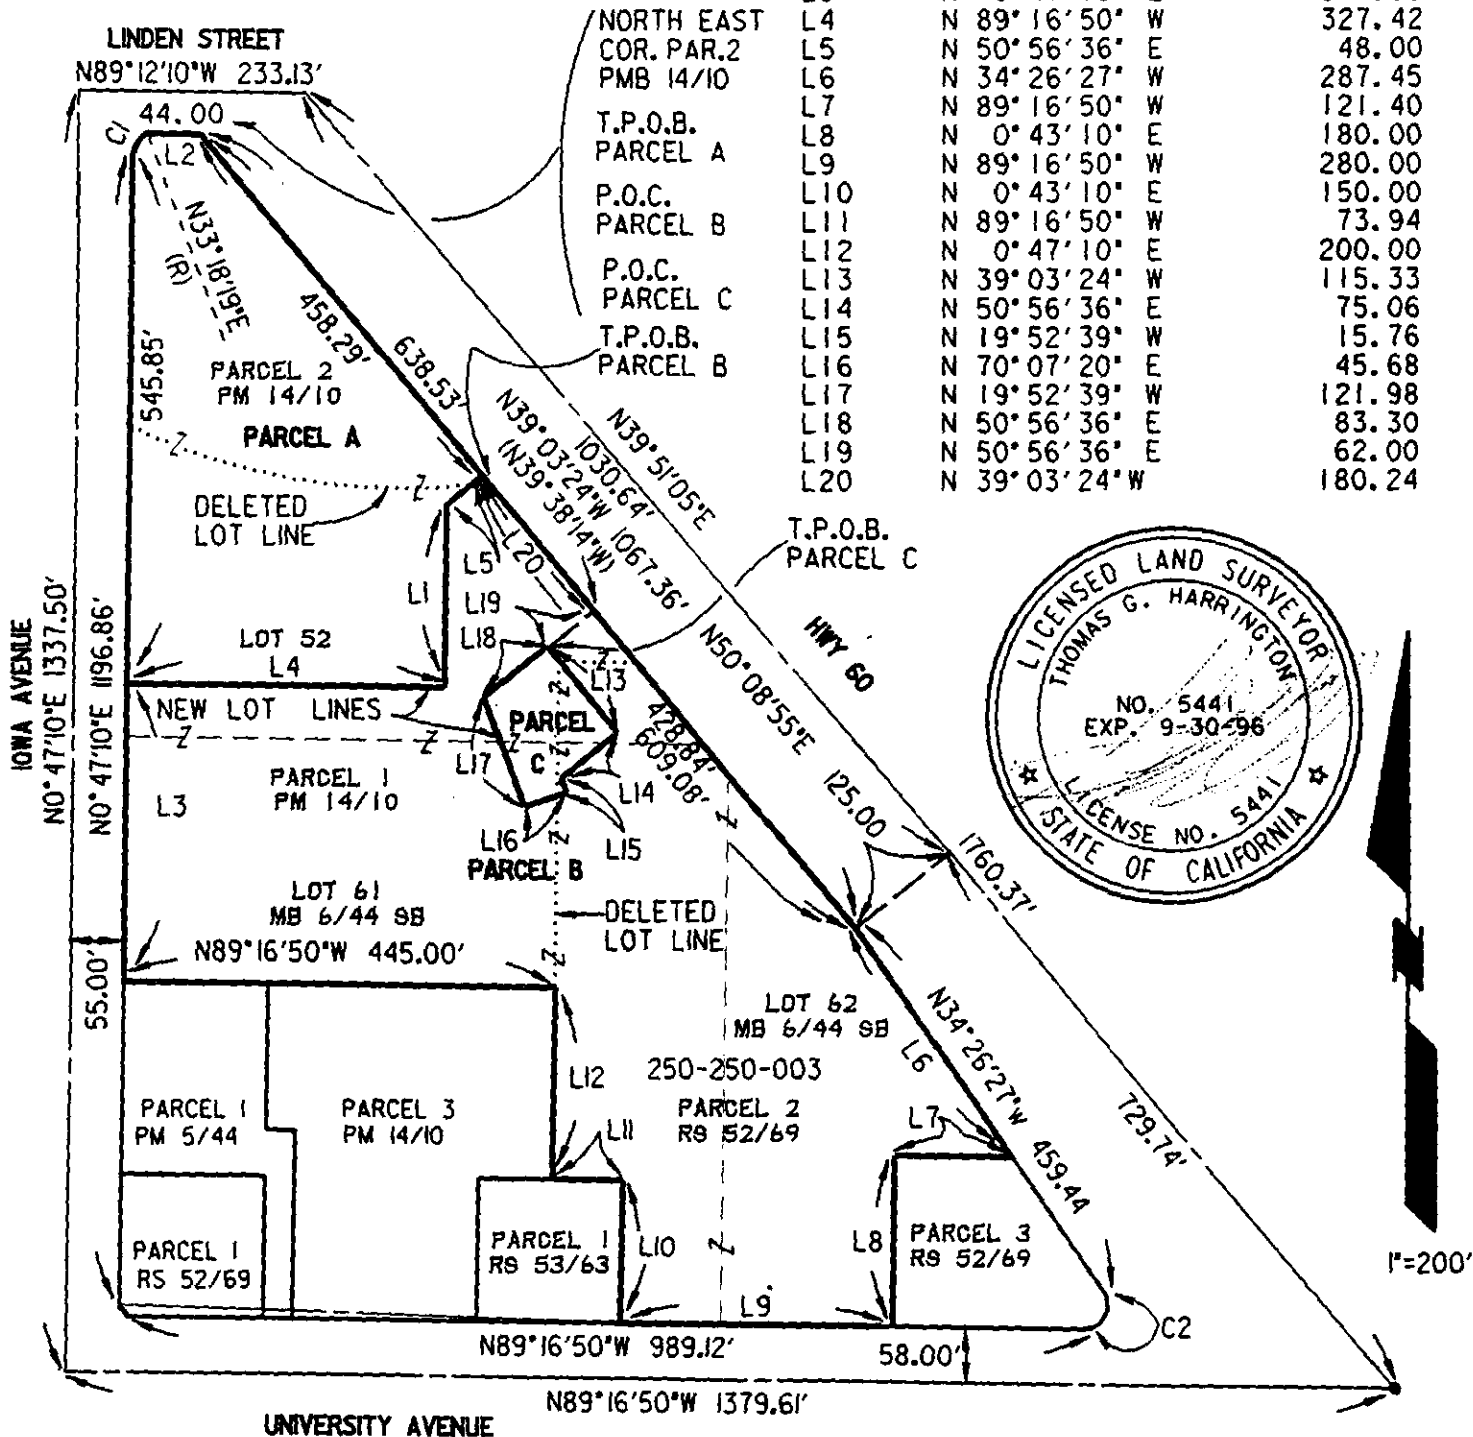 NORTH EAST
COR. PAR.2
PMB 14/10
T.P.O.B.
PARCEL A
P.O.C.
PARCEL B
P.O.C.
PARCEL C
T.P.O.B.
PARCEL B
L4 N 89°16'50" W 327.42
L5 N 50°56'36" E 48.00
L6 N 34°26'27" W 287.45
L7 N 89°16'50" W 121.40
L8 N 0°43'10" E 180.00
L9 N 89°16'50" W 280.00
L10 N 0°43'10" E 150.00
L11 N 89°16'50" W 73.94
L12 N 0°47'10" E 200.00
L13 N 39°03'24" W 115.33
L14 N 50°56'36" E 75.06
L15 N 19°52'39" W 15.76
L16 N 70°07'20" E 45.68
L17 N 19°52'39" W 121.98
L18 N 50°56'36" E 83.30
L19 N 50°56'36" E 62.00
L20 N 39°03'24" W 180.24
LINDEN STREET
N89°12'10"W 233.13'
44.00
C1
L2
N33°18'19"E
(R)
545.85'
458.29'
638.53'
PARCEL 2
PM 14/10
PARCEL A
DELETED
LOT LINE
N39°51'05"E
1030.64'
N39°03'24"W 1067.36'
(N39°38'14"W)
T.P.O.B.
PARCEL C
L5
L20
L1
L19
L18
LOT 52
L4
L13
NEW LOT LINES
PARCEL
C
L17
L14
L16
L15
PARCEL B
IOWA AVENUE
N0°47'10"E 1337.50'
N0°47'10"E 1196.86'
PARCEL 1
PM 14/10
L3
HWY 60
N50°08'55"E 125.00
428.84'
609.08'
1760.37'
LICENSED LAND SURVEYOR
THOMAS G. HARRINGTON
NO. 5441
EXP. 9-30-96
LICENSE NO. 5441
STATE OF CALIFORNIA
LOT 61
MB 6/44 SB
DELETED
LOT LINE
N89°16'50"W 445.00'
55.00'
LOT 62
MB 6/44 SB
N34°26'27"W 459.44
L6
L12
250-250-003
PARCEL 2
RS 52/69
L7
729.74'
PARCEL 1
PM 5/44
PARCEL 3
PM 14/10
L11
PARCEL 1
RS 52/69
PARCEL 1
RS 53/63
L10
L8
PARCEL 3
RS 52/69
1"=200'
L9
C2
N89°16'50"W 989.12'
58.00'
N89°16'50"W 1379.61'
UNIVERSITY AVENUE